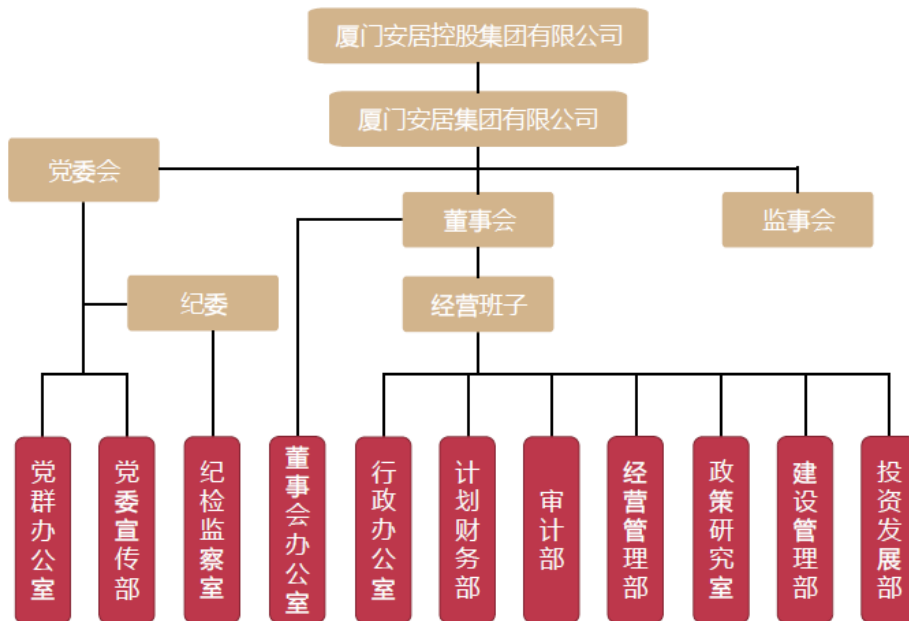 厦门安居控股集团有限公司
厦门安居集团有限公司
党委会
董事会
监事会
纪委
经营班子
党群办公室
党委宣传部
纪检监察室
董事会办公室
行政办公室
计划财务部
审计部
经营管理部
政策研究室
建设管理部
投资发展部